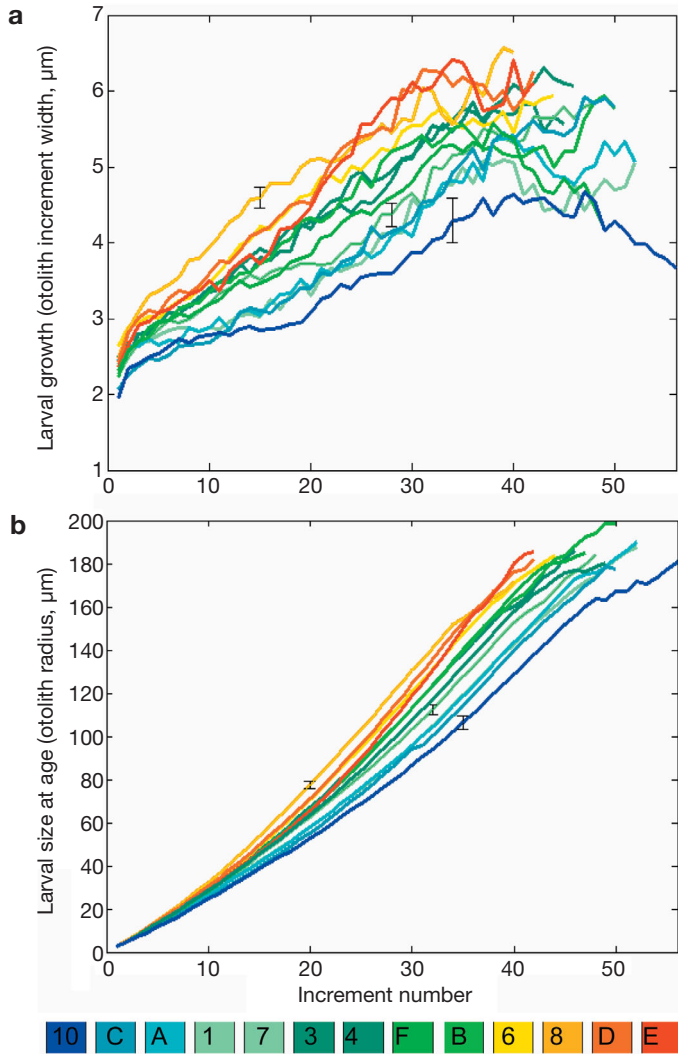 a
Larval growth (otolith increment width, µm)
7
6
5
4
3
2
1
0 10 20 30 40 50
b
Larval size at age (otolith radius, µm)
200
180
160
140
120
100
80
60
40
20
0
0 10 20 30 40 50
Increment number
10 C A 1 7 3 4 F B 6 8 D E